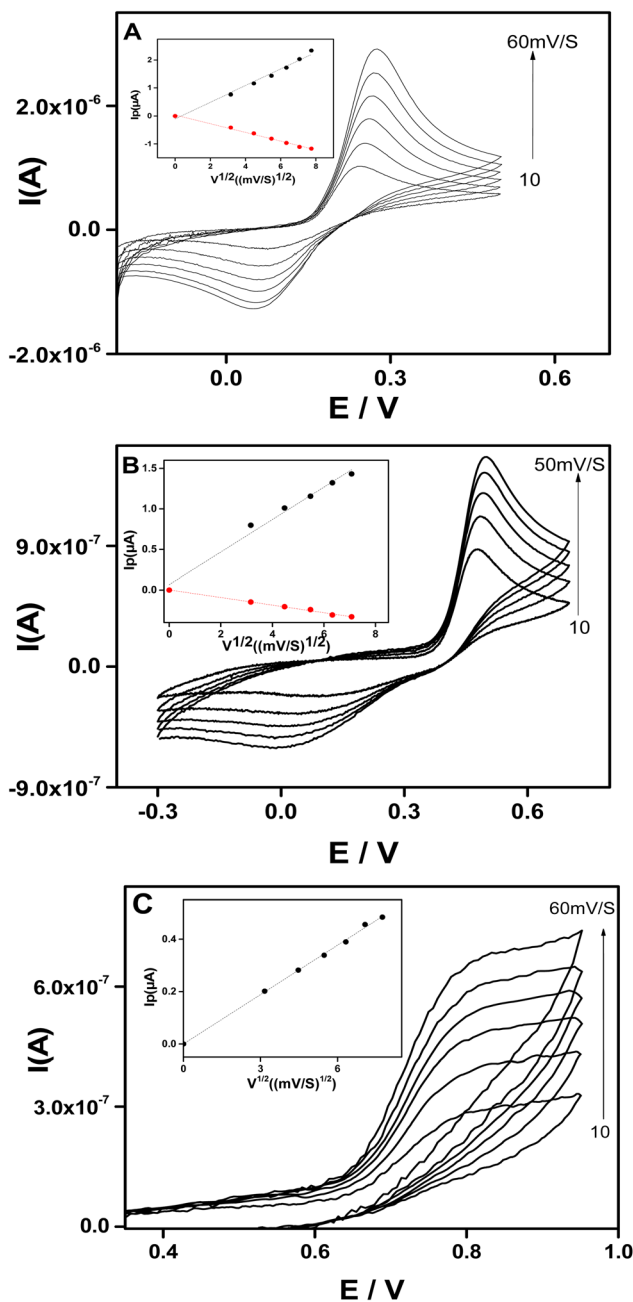 A
60mV/S
10
Ip(μA)
2
1
0
-1
0
2
4
6
8
V1/2((mV/S)1/2)
I(A)
2.0x10-6
0.0
-2.0x10-6
0.0
0.3
0.6
E / V
B
50mV/S
10
Ip(μA)
1.5
1.0
0.5
0.0
0
2
4
6
8
V1/2((mV/S)1/2)
I(A)
9.0x10-7
0.0
-9.0x10-7
-0.3
0.0
0.3
0.6
E / V
C
60mV/S
10
Ip(μA)
0.4
0.2
0.0
0
3
6
V1/2((mV/S)1/2)
I(A)
6.0x10-7
3.0x10-7
0.0
0.4
0.6
0.8
1.0
E / V